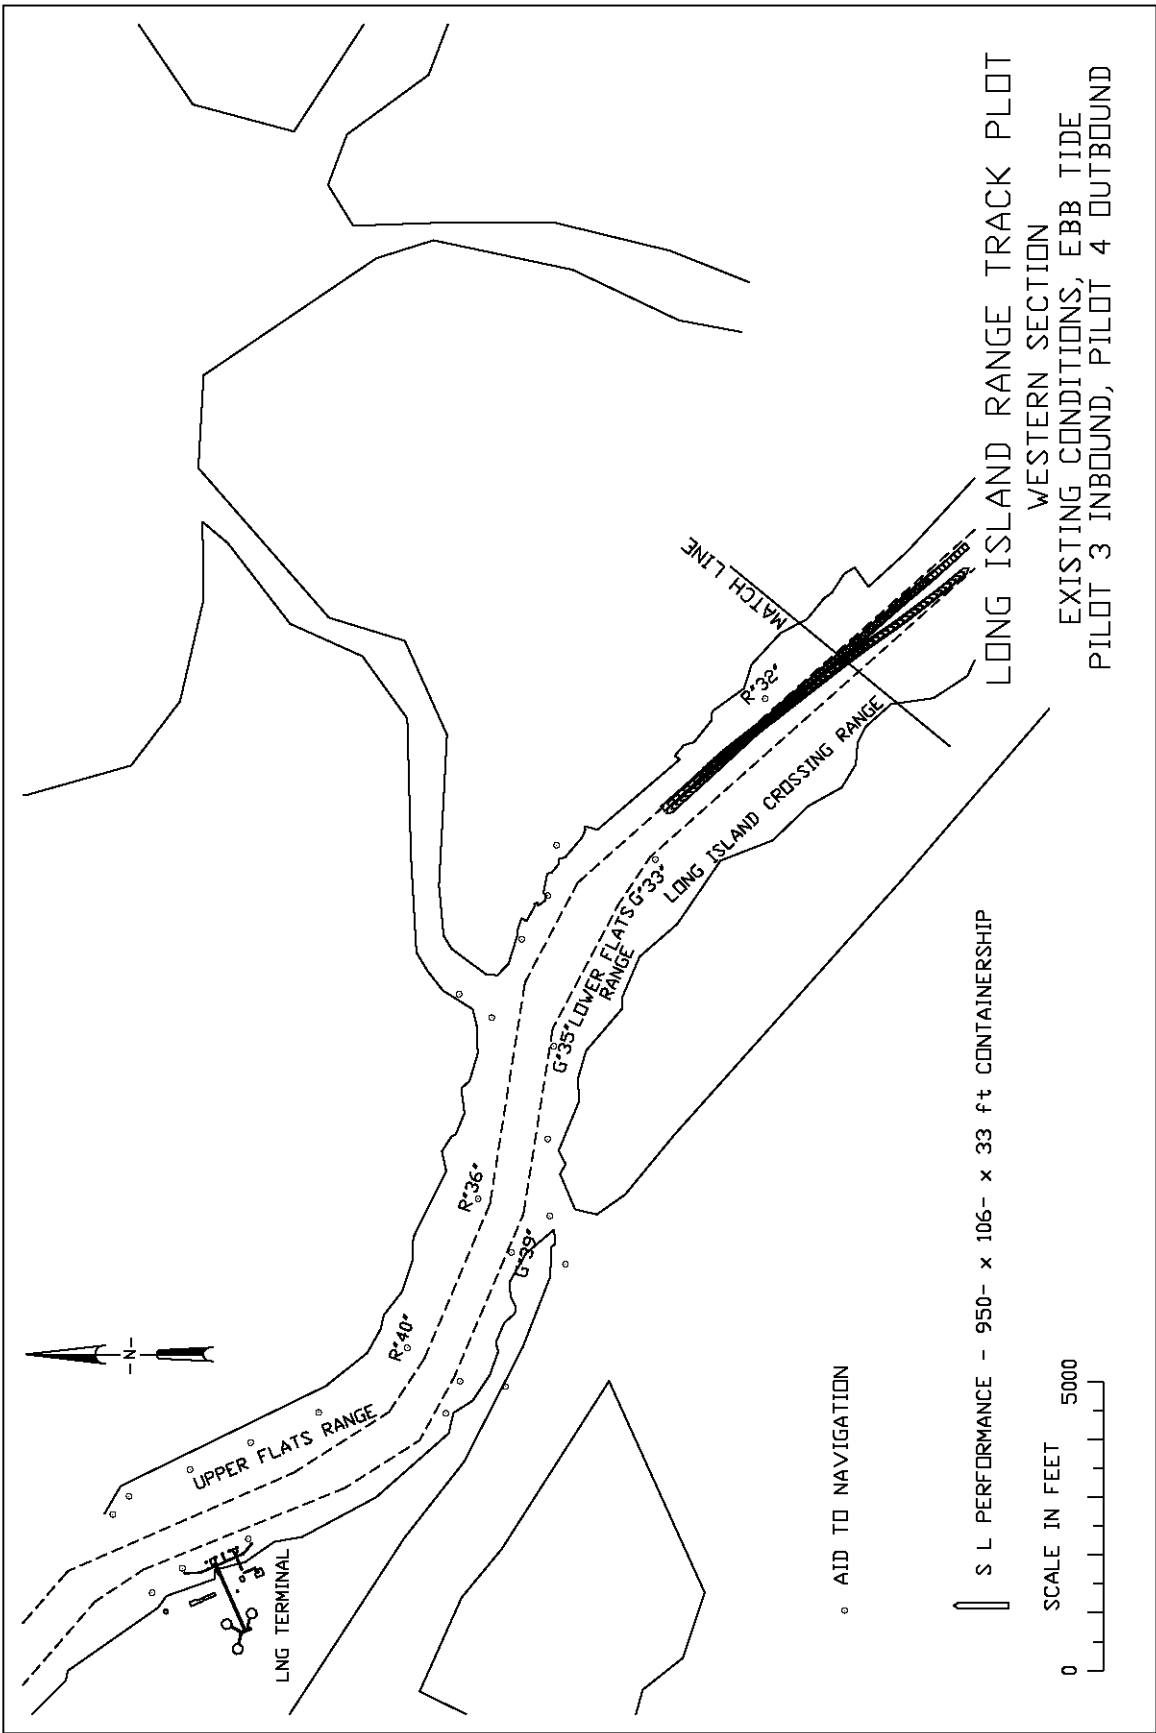 -N-
UPPER FLATS RANGE
LNG TERMINAL
R"40"
R"36"
G"39"
G"35"
LOWER FLATS
RANGE
G"33"
LONG ISLAND CROSSING RANGE
R"32"
MATCH LINE
AID TO NAVIGATION
S L PERFORMANCE - 950- x 106- x 33 ft CONTAINERSHIP
SCALE IN FEET
0 5000
LONG ISLAND RANGE TRACK PLOT
WESTERN SECTION
EXISTING CONDITIONS, EBB TIDE
PILOT 3 INBOUND, PILOT 4 OUTBOUND